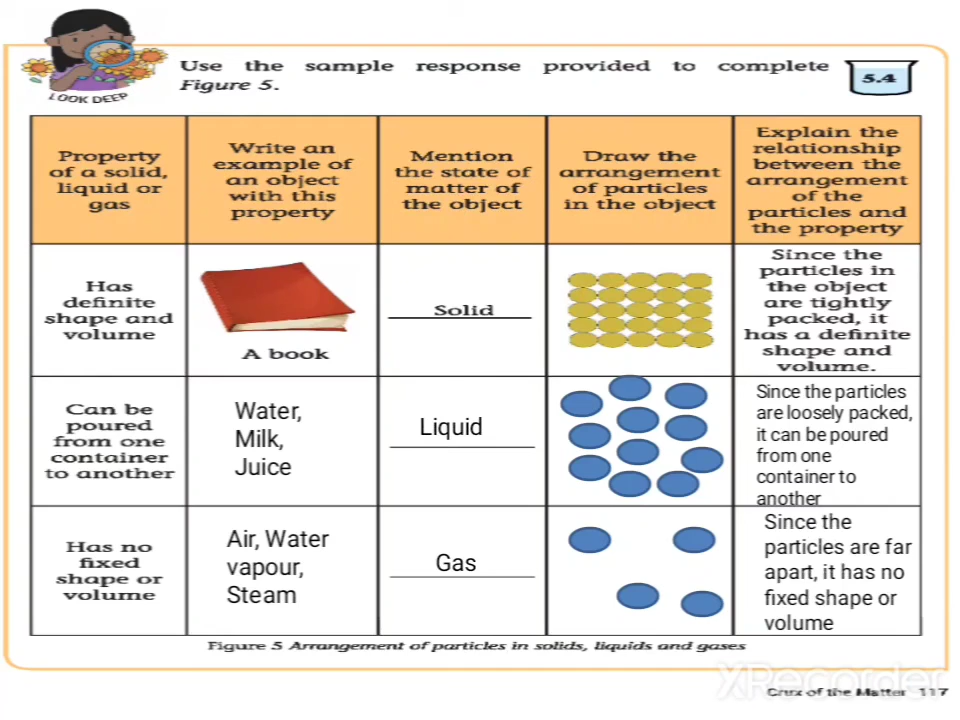 LOOK DEEP
Use the sample response provided to complete
Figure 5.
5.4
Property
of a solid,
liquid or
gas
Write an
example of
an object
with this
property
Mention
the state of
matter of
the object
Draw the
arrangement
of particles
in the object
Explain the
relationship
between the
arrangement
of the
particles and
the property
Has
definite
shape and
volume
A book
Solid
Since the
particles in
the object
are tightly
packed, it
has a definite
shape and
volume.
Can be
poured
from one
container
to another
Water,
Milk,
Juice
Liquid
Since the particles
are loosely packed,
it can be poured
from one
container to
another
Has no
fixed
shape or
volume
Air, Water
vapour,
Steam
Gas
Since the
particles are far
apart, it has no
fixed shape or
volume
Figure 5 Arrangement of particles in solids, liquids and gases
XRecorder
Crux of the Matter 117